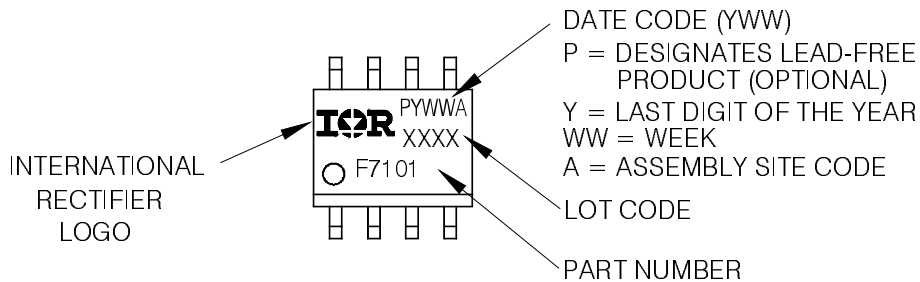 DATE CODE (YWW)
P = DESIGNATES LEAD-FREE
PRODUCT (OPTIONAL)
Y = LAST DIGIT OF THE YEAR
WW = WEEK
A = ASSEMBLY SITE CODE
LOT CODE
PART NUMBER
INTERNATIONAL
RECTIFIER
LOGO
IOR
PYWWA
XXXX
F7101